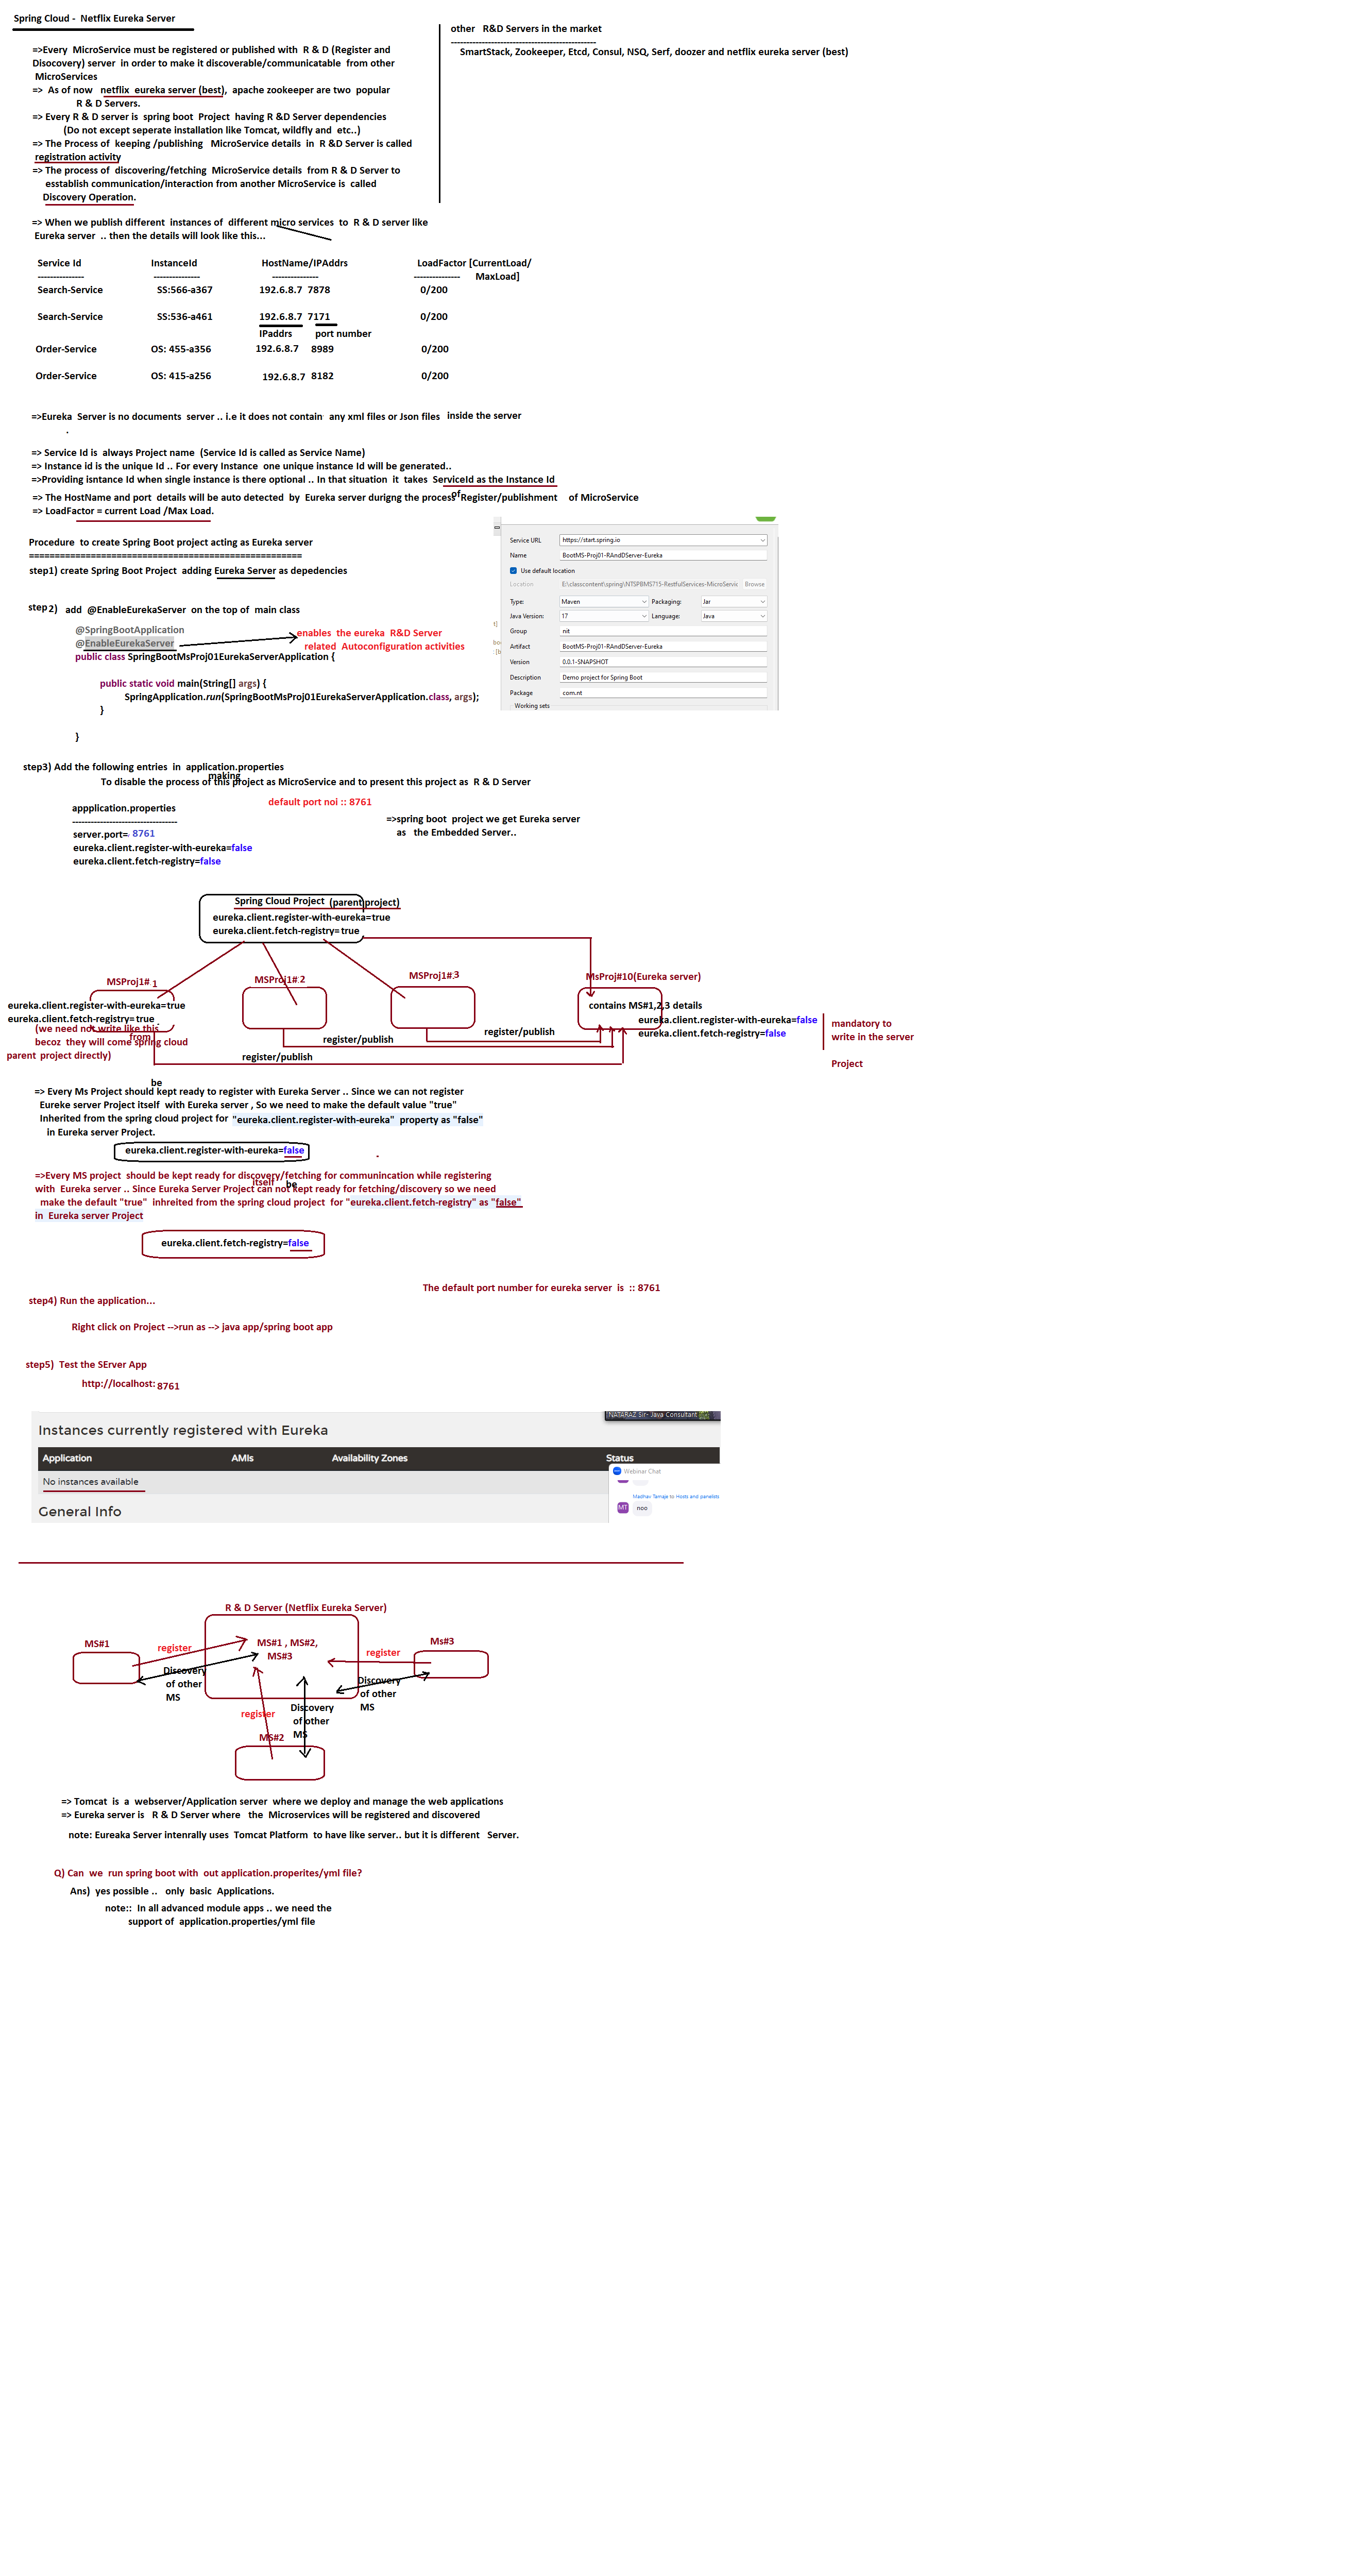 Spring Cloud - Netflix Eureka Server
=>Every MicroService must be registered or published with R & D (Register and
Disocovery) server in order to make it discoverable/communicatable from other
MicroServices
=> As of now netflix eureka server (best), apache zookeeper are two popular
R & D Servers.
=> Every R & D server is spring boot Project having R &D Server dependencies
(Do not except seperate installation like Tomcat, wildfly and etc..)
=> The Process of keeping /publishing MicroService details in R &D Server is called
registration activity
=> The process of discovering/fetching MicroService details from R & D Server to
esstablish communication/interaction from another MicroService is called
Discovery Operation.
other R&D Servers in the market
-----------------------------------------------
SmartStack, Zookeeper, Etcd, Consul, NSQ, Serf, doozer and netflix eureka server (best)
=> When we publish different instances of different micro services to R & D server like
Eureka server .. then the details will look like this...
Service Id InstanceId HostName/IPAddrs LoadFactor [CurrentLoad/
--------------- --------------- --------------- --------------- MaxLoad]
Search-Service SS:566-a367 192.6.8.7 7878 0/200
Search-Service SS:536-a461 192.6.8.7 7171 0/200
IPaddrs port number
Order-Service OS: 455-a356 192.6.8.7 8989 0/200
Order-Service OS: 415-a256 192.6.8.7 8182 0/200
=>Eureka Server is no documents server .. i.e it does not contain any xml files or Json files inside the server
.
=> Service Id is always Project name (Service Id is called as Service Name)
=> Instance id is the unique Id .. For every Instance one unique instance Id will be generated..
=>Providing isntance Id when single instance is there optional .. In that situation it takes ServiceId as the Instance Id
=> The HostName and port details will be auto detected by Eureka server durigng the process of Register/publishment of MicroService
=> LoadFactor = current Load /Max Load.
Procedure to create Spring Boot project acting as Eureka server
====================================================
step1) create Spring Boot Project adding Eureka Server as depedencies
Service URL https://start.spring.io
Name BootMS-Proj01-RAndDServer-Eureka
Use default location
Location E:\classcontent\spring\NTSPBMS715-RestfulServices-MicroServic Browse
Type: Maven Packaging: Jar
Java Version: 17 Language: Java
Group nit
Artifact BootMS-Proj01-RAndDServer-Eureka
Version 0.0.1-SNAPSHOT
Description Demo project for Spring Boot
Package com.nt
Working sets
step 2) add @EnableEurekaServer on the top of main class
@SpringBootApplication
@EnableEurekaServer
enables the eureka R&D Server
related Autoconfiguration activities
public class SpringBootMsProj01EurekaServerApplication {
public static void main(String[] args) {
SpringApplication.run(SpringBootMsProj01EurekaServerApplication.class, args);
}
}
step3) Add the following entries in application.properties
making
To disable the process of this project as MicroService and to present this project as R & D Server
default port noi :: 8761
appplication.properties
----------------------------------
server.port= 8761
eureka.client.register-with-eureka=false
eureka.client.fetch-registry=false
=>spring boot project we get Eureka server
as the Embedded Server..
Spring Cloud Project (parent project)
eureka.client.register-with-eureka=true
eureka.client.fetch-registry=true
MSProj1#1 MSProj1#2 MSProj1#.3 MsProj#10(Eureka server)
eureka.client.register-with-eureka=true
eureka.client.fetch-registry=true .
(we need not write like this
from
becoz they will come spring cloud
parent project directly)
contains MS#1,2,3 details
eureka.client.register-with-eureka=false
eureka.client.fetch-registry=false
mandatory to
write in the server
Project
register/publish
register/publish
register/publish
be
=> Every Ms Project should kept ready to register with Eureka Server .. Since we can not register
Eureke server Project itself with Eureka server , So we need to make the default value "true"
Inherited from the spring cloud project for "eureka.client.register-with-eureka" property as "false"
in Eureka server Project.
eureka.client.register-with-eureka=false
=>Every MS project should be kept ready for discovery/fetching for communincation while registering
itself be
with Eureka server .. Since Eureka Server Project can not kept ready for fetching/discovery so we need
make the default "true" inhreited from the spring cloud project for "eureka.client.fetch-registry" as "false"
in Eureka server Project
eureka.client.fetch-registry=false
The default port number for eureka server is :: 8761
step4) Run the application...
Right click on Project -->run as --> java app/spring boot app
step5) Test the SErver App
http://localhost:8761
NATARAZ Sir- Java Consultant
Instances currently registered with Eureka
Application AMIs Availability Zones Status
No instances available
General Info
Webinar Chat
Madhav Tamaje to Hosts and panelists
MT noo
R & D Server (Netflix Eureka Server)
MS#1 register MS#1 , MS#2, register Ms#3
MS#3
Discovery
of other
MS
Discovery
of other
MS
register
Discovery
of other
MS
MS#2
=> Tomcat is a webserver/Application server where we deploy and manage the web applications
=> Eureka server is R & D Server where the Microservices will be registered and discovered
note: Eureaka Server intenrally uses Tomcat Platform to have like server.. but it is different Server.
Q) Can we run spring boot with out application.properites/yml file?
Ans) yes possible .. only basic Applications.
note:: In all advanced module apps .. we need the
support of application.properties/yml file